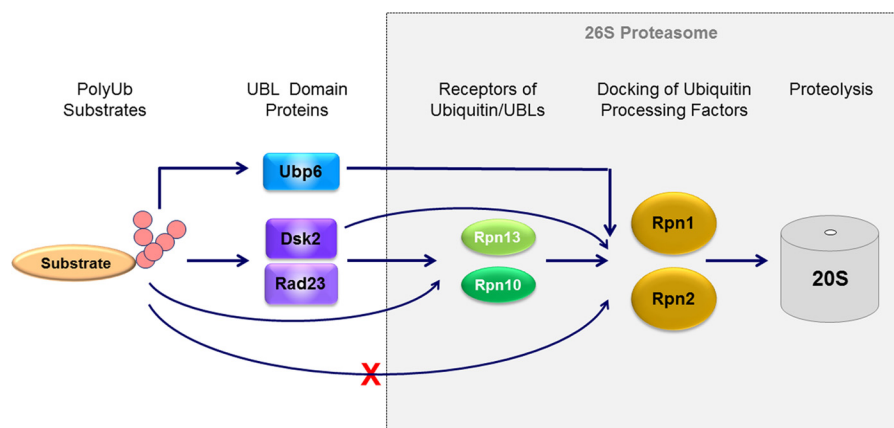 26S Proteasome
PolyUb
Substrates
UBL Domain
Proteins
Receptors of
Ubiquitin/UBLs
Docking of Ubiquitin
Processing Factors
Proteolysis
Ubp6
Substrate
Dsk2
Rad23
Rpn13
Rpn10
Rpn1
Rpn2
20S
X